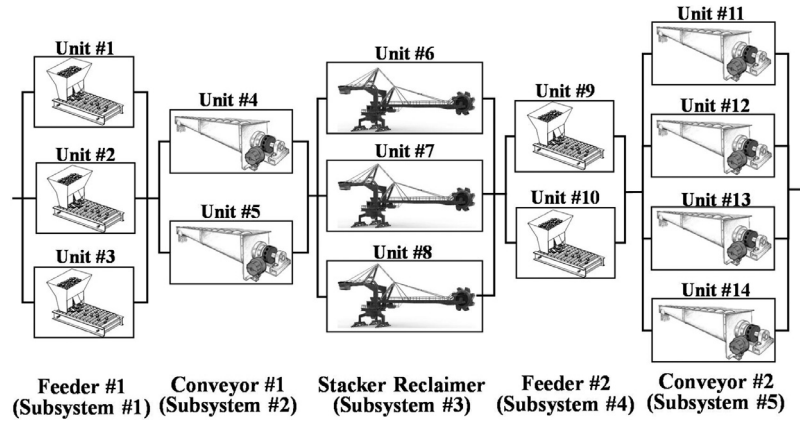 Unit #1
Unit #2
Unit #3
Unit #4
Unit #5
Unit #6
Unit #7
Unit #8
Unit #9
Unit #10
Unit #11
Unit #12
Unit #13
Unit #14
Feeder #1
(Subsystem #1)
Conveyor #1
(Subsystem #2)
Stacker Reclaimer
(Subsystem #3)
Feeder #2
(Subsystem #4)
Conveyor #2
(Subsystem #5)